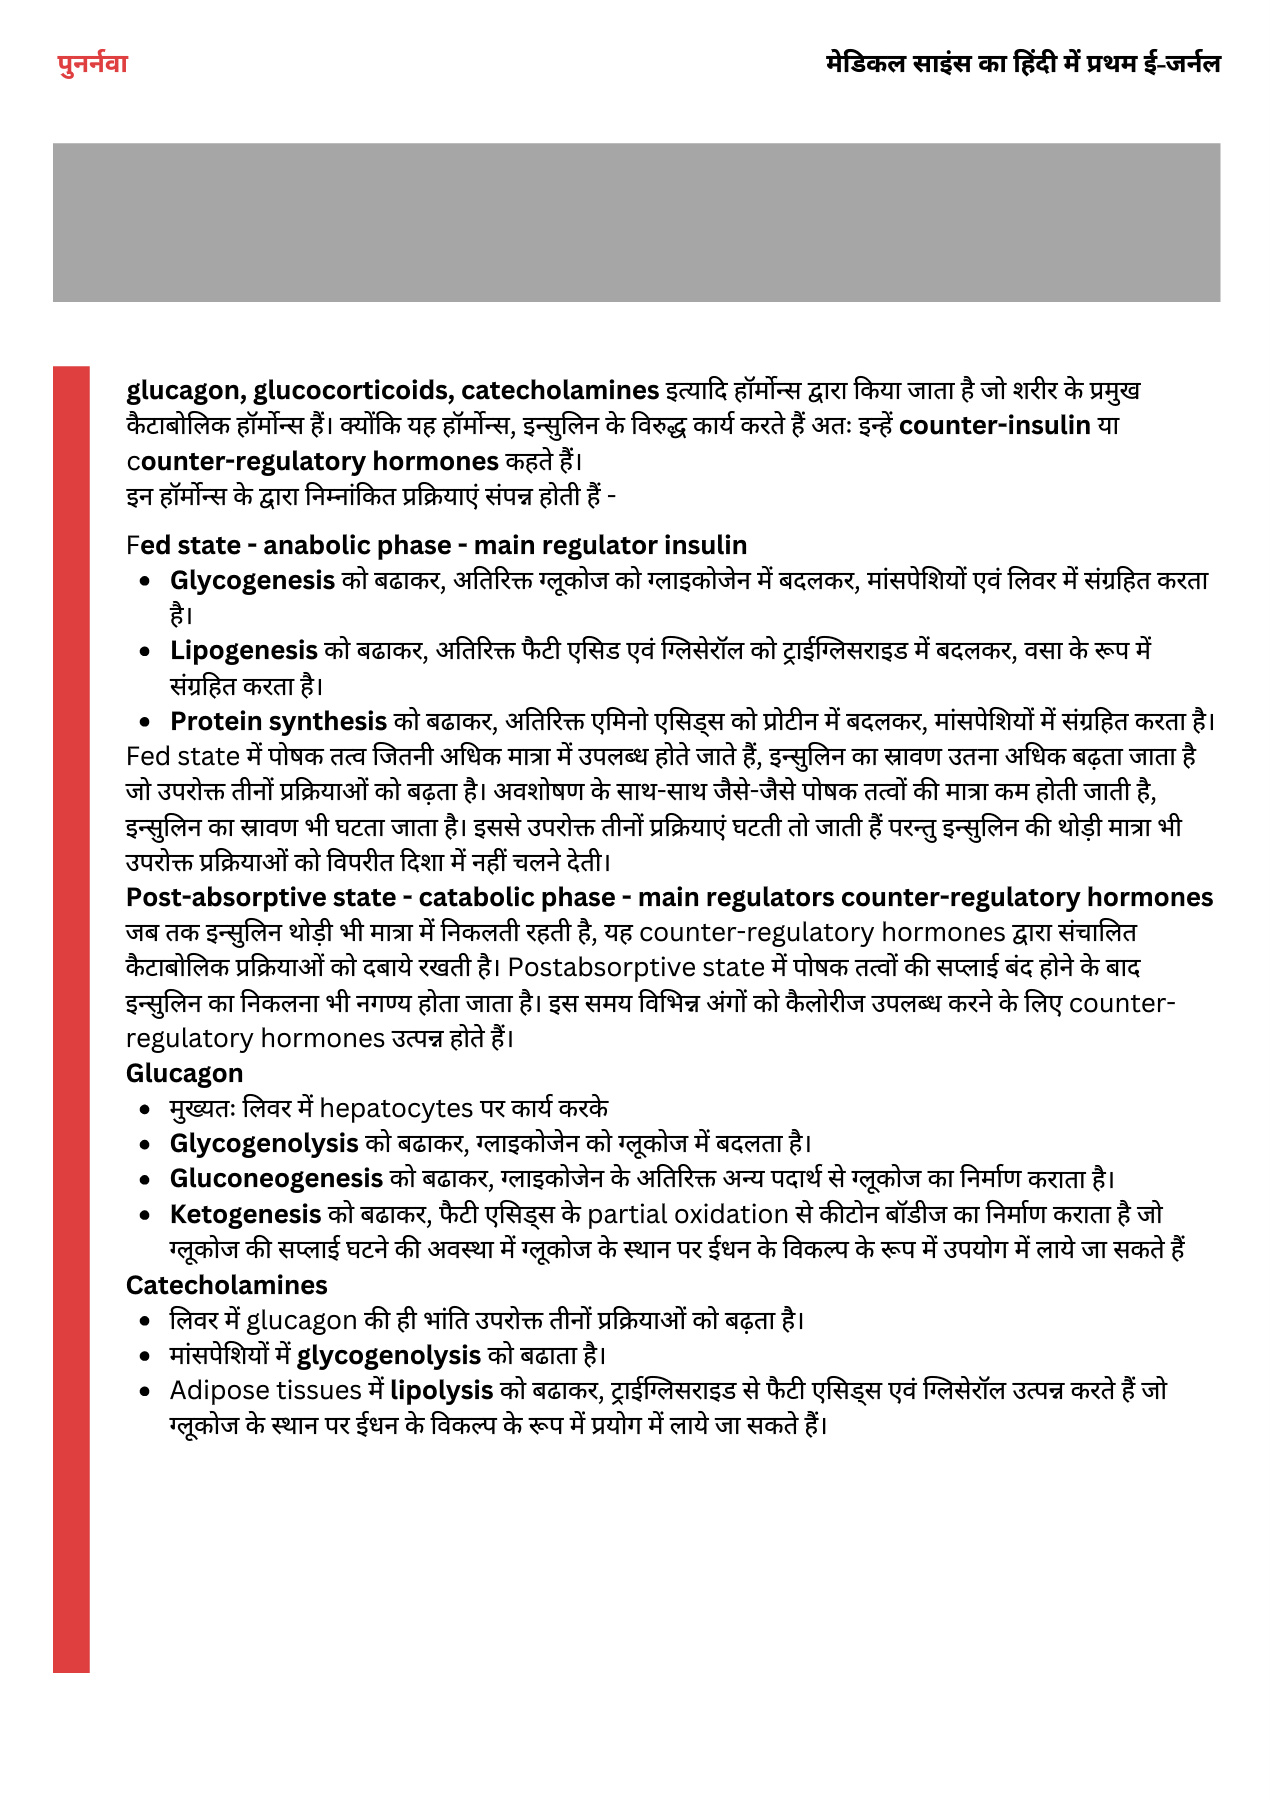 पुनर्नवा
मेडिकल साइंस का हिंदी में प्रथम ई-जर्नल
glucagon, glucocorticoids, catecholamines इत्यादि हॉर्मोन्स द्वारा किया जाता है जो शरीर के प्रमुख
कैटाबोलिक हॉर्मोन्स हैं। क्योंकि यह हॉर्मोन्स, इन्सुलिन के विरुद्ध कार्य करते हैं अतः इन्हें counter-insulin या
counter-regulatory hormones कहते हैं।
इन हॉर्मोन्स के द्वारा निम्नांकित प्रक्रियाएं संपन्न होती हैं -
Fed state - anabolic phase - main regulator insulin
• Glycogenesis को बढाकर, अतिरिक्त ग्लूकोज को ग्लाइकोजेन में बदलकर, मांसपेशियों एवं लिवर में संग्रहित करता
है।
• Lipogenesis को बढाकर, अतिरिक्त फैटी एसिड एवं ग्लिसेरॉल को ट्राईग्लिसराइड में बदलकर, वसा के रूप में
संग्रहित करता है।
• Protein synthesis को बढाकर, अतिरिक्त एमिनो एसिड्स को प्रोटीन में बदलकर, मांसपेशियों में संग्रहित करता है।
Fed state में पोषक तत्व जितनी अधिक मात्रा में उपलब्ध होते जाते हैं, इन्सुलिन का स्रावण उतना अधिक बढ़ता जाता है
जो उपरोक्त तीनों प्रक्रियाओं को बढ़ता है। अवशोषण के साथ-साथ जैसे-जैसे पोषक तत्वों की मात्रा कम होती जाती है,
इन्सुलिन का स्रावण भी घटता जाता है। इससे उपरोक्त तीनों प्रक्रियाएं घटती तो जाती हैं परन्तु इन्सुलिन की थोड़ी मात्रा भी
उपरोक्त प्रक्रियाओं को विपरीत दिशा में नहीं चलने देती।
Post-absorptive state - catabolic phase - main regulators counter-regulatory hormones
जब तक इन्सुलिन थोड़ी भी मात्रा में निकलती रहती है, यह counter-regulatory hormones द्वारा संचालित
कैटाबोलिक प्रक्रियाओं को दबाये रखती है। Postabsorptive state में पोषक तत्वों की सप्लाई बंद होने के बाद
इन्सुलिन का निकलना भी नगण्य होता जाता है। इस समय विभिन्न अंगों को कैलोरीज उपलब्ध करने के लिए counter-
regulatory hormones उत्पन्न होते हैं।
Glucagon
• मुख्यतः लिवर में hepatocytes पर कार्य करके
• Glycogenolysis को बढाकर, ग्लाइकोजेन को ग्लूकोज में बदलता है।
• Gluconeogenesis को बढाकर, ग्लाइकोजेन के अतिरिक्त अन्य पदार्थ से ग्लूकोज का निर्माण कराता है।
• Ketogenesis को बढाकर, फैटी एसिड्स के partial oxidation से कीटोन बॉडीज का निर्माण कराता है जो
ग्लूकोज की सप्लाई घटने की अवस्था में ग्लूकोज के स्थान पर ईधन के विकल्प के रूप में उपयोग में लाये जा सकते हैं
Catecholamines
• लिवर में glucagon की ही भांति उपरोक्त तीनों प्रक्रियाओं को बढ़ता है।
• मांसपेशियों में glycogenolysis को बढाता है।
• Adipose tissues में lipolysis को बढाकर, ट्राईग्लिसराइड से फैटी एसिड्स एवं ग्लिसेरॉल उत्पन्न करते हैं जो
ग्लूकोज के स्थान पर ईधन के विकल्प के रूप में प्रयोग में लाये जा सकते हैं।